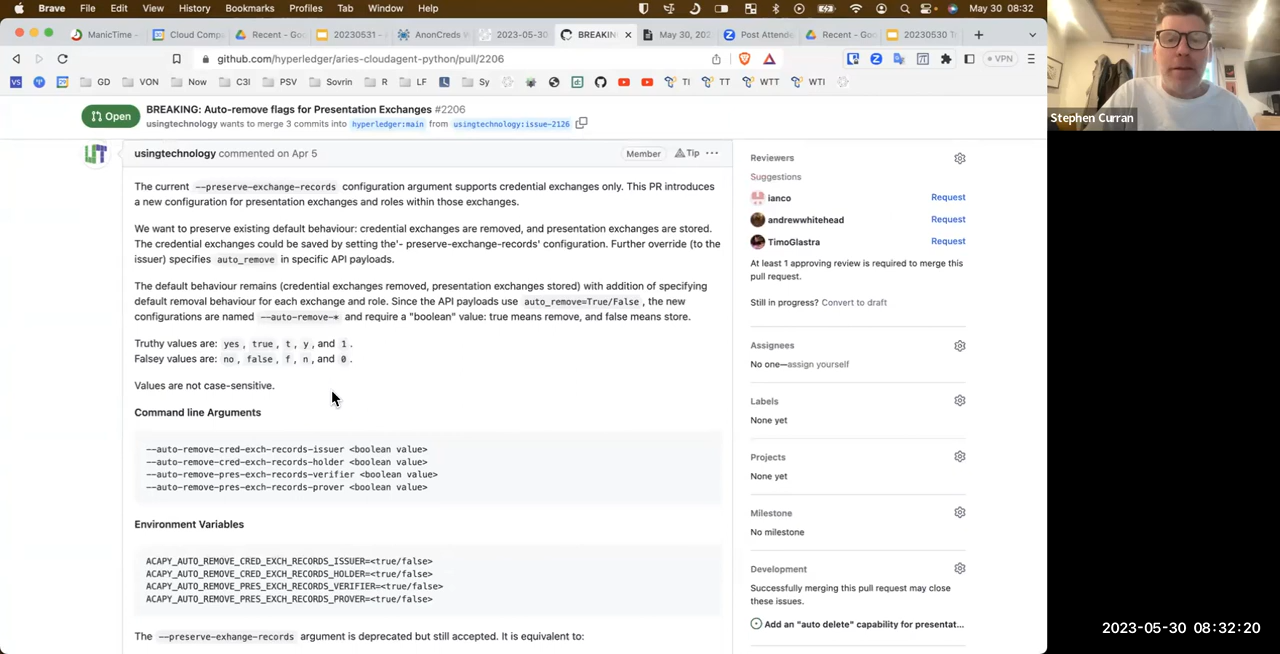 Brave File Edit View History Bookmarks Profiles Tab Window Help May 30, 2023 08:32
ManicTime - Cloud Compa Recent - Goo 20230531 - A AnonCreds W 2023-05-30 BREAKIN May 30, 202 Post Attende Recent - Goo 20230530 T
github.com/hyperledger/aries-cloudagent-python/pull/2206 VPN
GD VON Now C3I PSV Sovrin R LF Sy TI TT WTT WTI
Open
BREAKING: Auto-remove flags for Presentation Exchanges #2206
usingtechnology wants to merge 3 commits into hyperledger:main from usingtechnology:issue-2126
usingtechnology commented on Apr 5 Member Tip
The current --preserve-exchange-records configuration argument supports credential exchanges only. This PR introduces
a new configuration for presentation exchanges and roles within those exchanges.
We want to preserve existing default behaviour: credential exchanges are removed, and presentation exchanges are stored.
The credential exchanges could be saved by setting the'- preserve-exchange-records' configuration. Further override (to the
issuer) specifies auto_remove in specific API payloads.
The default behaviour remains (credential exchanges removed, presentation exchanges stored) with addition of specifying
default removal behaviour for each exchange and role. Since the API payloads use auto_remove=True/False , the new
configurations are named --auto-remove-* and require a "boolean" value: true means remove, and false means store.
Truthy values are: yes , true , t , y , and 1 .
Falsey values are: no , false , f , n , and 0 .
Values are not case-sensitive.
Command line Arguments
--auto-remove-cred-exch-records-issuer <boolean value>
--auto-remove-cred-exch-records-holder <boolean value>
--auto-remove-pres-exch-records-verifier <boolean value>
--auto-remove-pres-exch-records-prover <boolean value>
Environment Variables
ACAPY_AUTO_REMOVE_CRED_EXCH_RECORDS_ISSUER=<true/false>
ACAPY_AUTO_REMOVE_CRED_EXCH_RECORDS_HOLDER=<true/false>
ACAPY_AUTO_REMOVE_PRES_EXCH_RECORDS_VERIFIER=<true/false>
ACAPY_AUTO_REMOVE_PRES_EXCH_RECORDS_PROVER=<true/false>
The --preserve-exhange-records argument is deprecated but still accepted. It is equivalent to:
Reviewers
Suggestions
ianco Request
andrewwhitehead Request
TimoGlastra Request
At least 1 approving review is required to merge this
pull request.
Still in progress? Convert to draft
Assignees
No one—assign yourself
Labels
None yet
Projects
None yet
Milestone
No milestone
Development
Successfully merging this pull request may close
these issues.
Add an "auto delete" capability for presentat...
Stephen Curran
2023-05-30 08:32:20